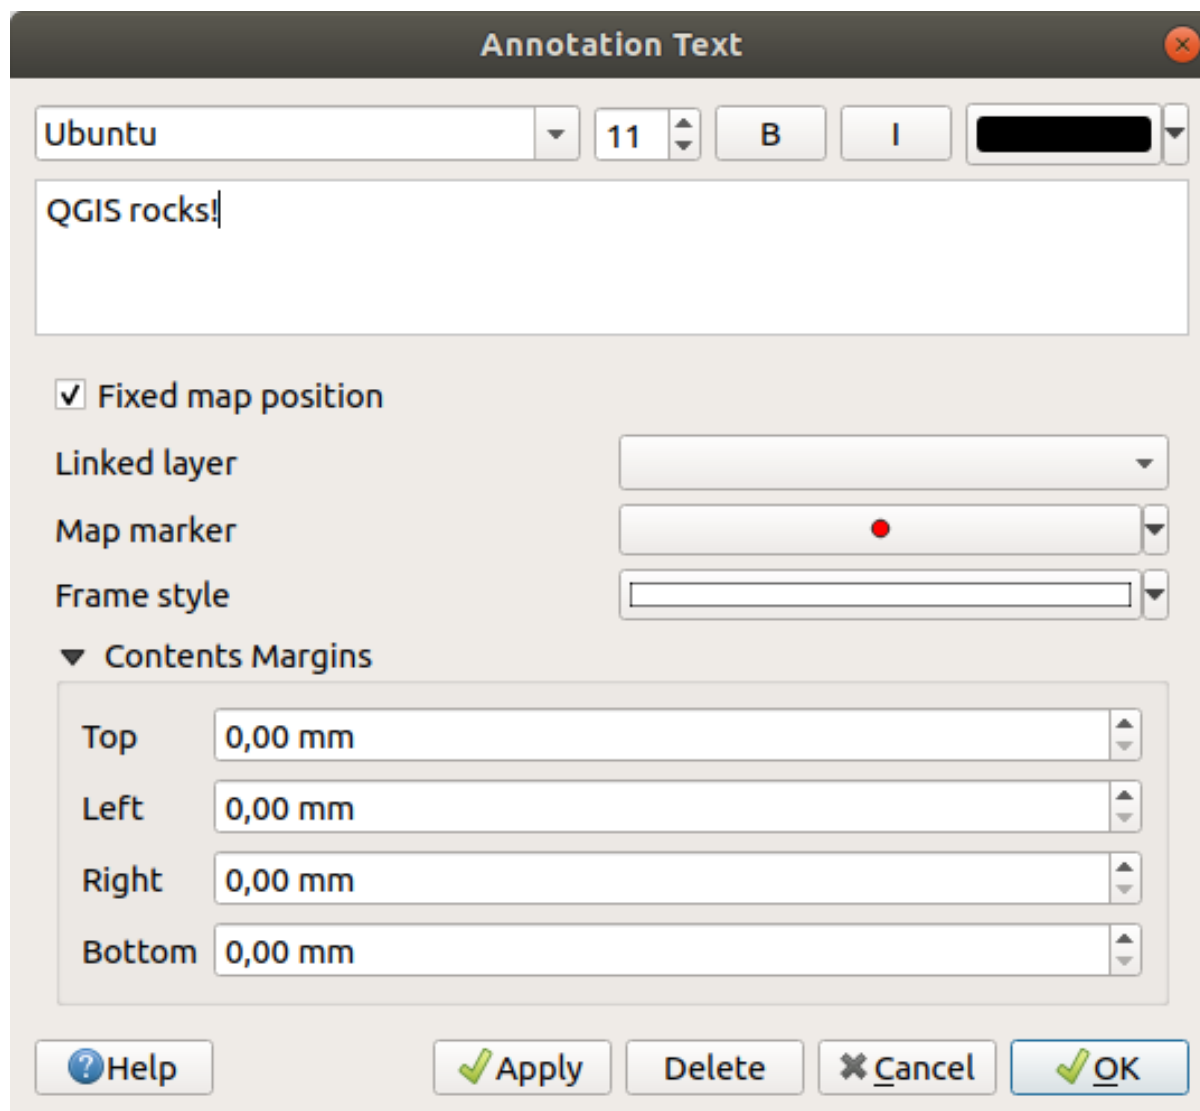 Annotation Text
Ubuntu 11 B I
QGIS rocks!
Fixed map position
Linked layer
Map marker
Frame style
Contents Margins
Top 0,00 mm
Left 0,00 mm
Right 0,00 mm
Bottom 0,00 mm
Help Apply Delete Cancel OK